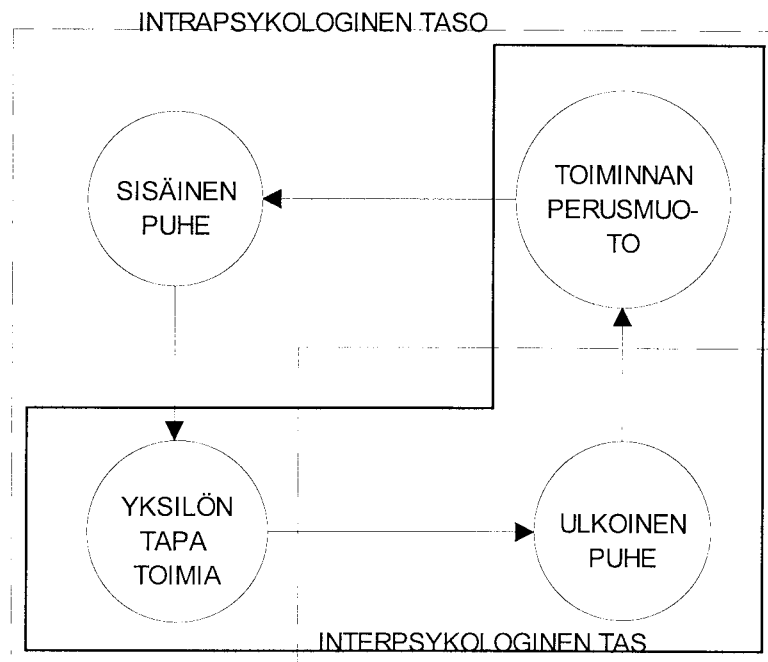 INTRAPSYKOLOGINEN TASO
SISÄINEN
PUHE
TOIMINNAN
PERUSMUO-
TO
YKSILÖN
TAPA
TOIMIA
ULKOINEN
PUHE
INTERPSYKOLOGINEN TAS